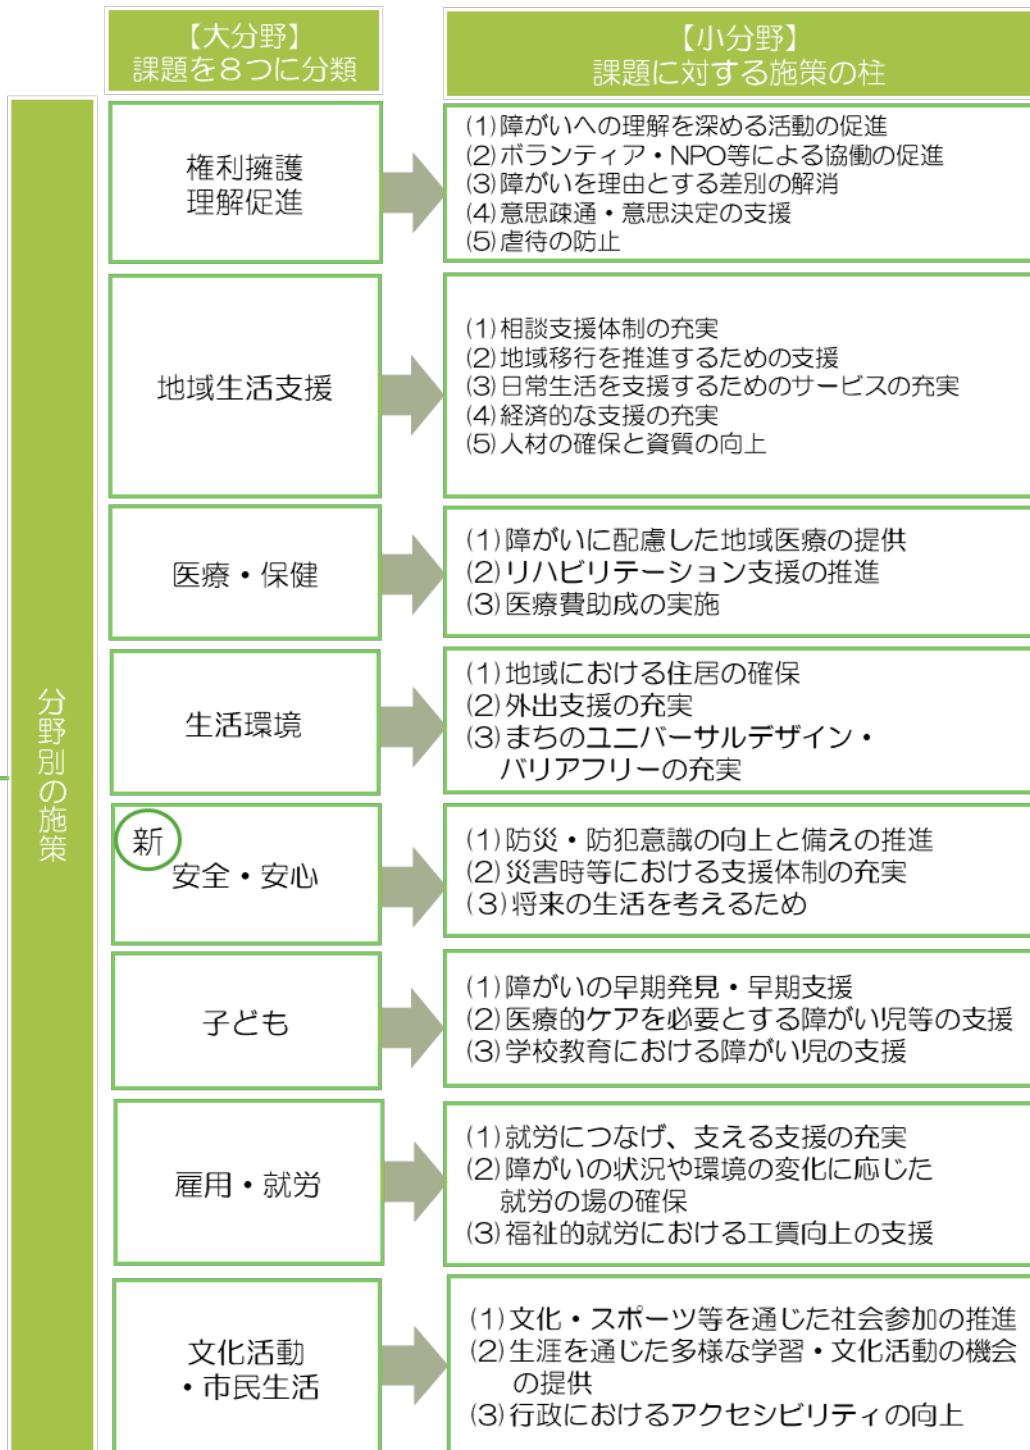 【大分野】
課題を8つに分類
【小分野】
課題に対する施策の柱
分野別の施策
権利擁護
理解促進
(1)障がいへの理解を深める活動の促進
(2)ボランティア・NPO等による協働の促進
(3)障がいを理由とする差別の解消
(4)意思疎通・意思決定の支援
(5)虐待の防止
地域生活支援
(1)相談支援体制の充実
(2)地域移行を推進するための支援
(3)日常生活を支援するためのサービスの充実
(4)経済的な支援の充実
(5)人材の確保と資質の向上
医療・保健
(1)障がいに配慮した地域医療の提供
(2)リハビリテーション支援の推進
(3)医療費助成の実施
生活環境
(1)地域における住居の確保
(2)外出支援の充実
(3)まちのユニバーサルデザイン・
バリアフリーの充実
新
安全・安心
(1)防災・防犯意識の向上と備えの推進
(2)災害時等における支援体制の充実
(3)将来の生活を考えるため
子ども
(1)障がいの早期発見・早期支援
(2)医療的ケアを必要とする障がい児等の支援
(3)学校教育における障がい児の支援
雇用・就労
(1)就労につなげ、支える支援の充実
(2)障がいの状況や環境の変化に応じた
就労の場の確保
(3)福祉的就労における工賃向上の支援
文化活動
・市民生活
(1)文化・スポーツ等を通じた社会参加の推進
(2)生涯を通じた多様な学習・文化活動の機会
の提供
(3)行政におけるアクセシビリティの向上